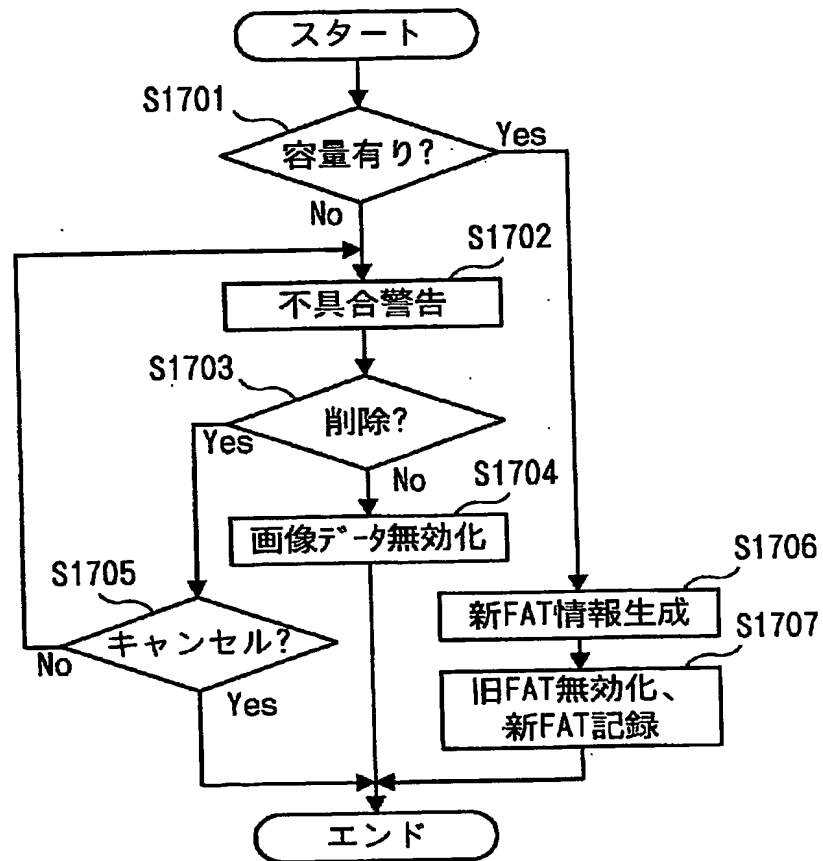 スタート
S1701
容量有り?
Yes
No
S1702
不具合警告
S1703
削除?
Yes
No
S1704
画像データ無効化
S1705
キャンセル?
No
Yes
S1706
新FAT情報生成
S1707
旧FAT無効化、
新FAT記録
エンド